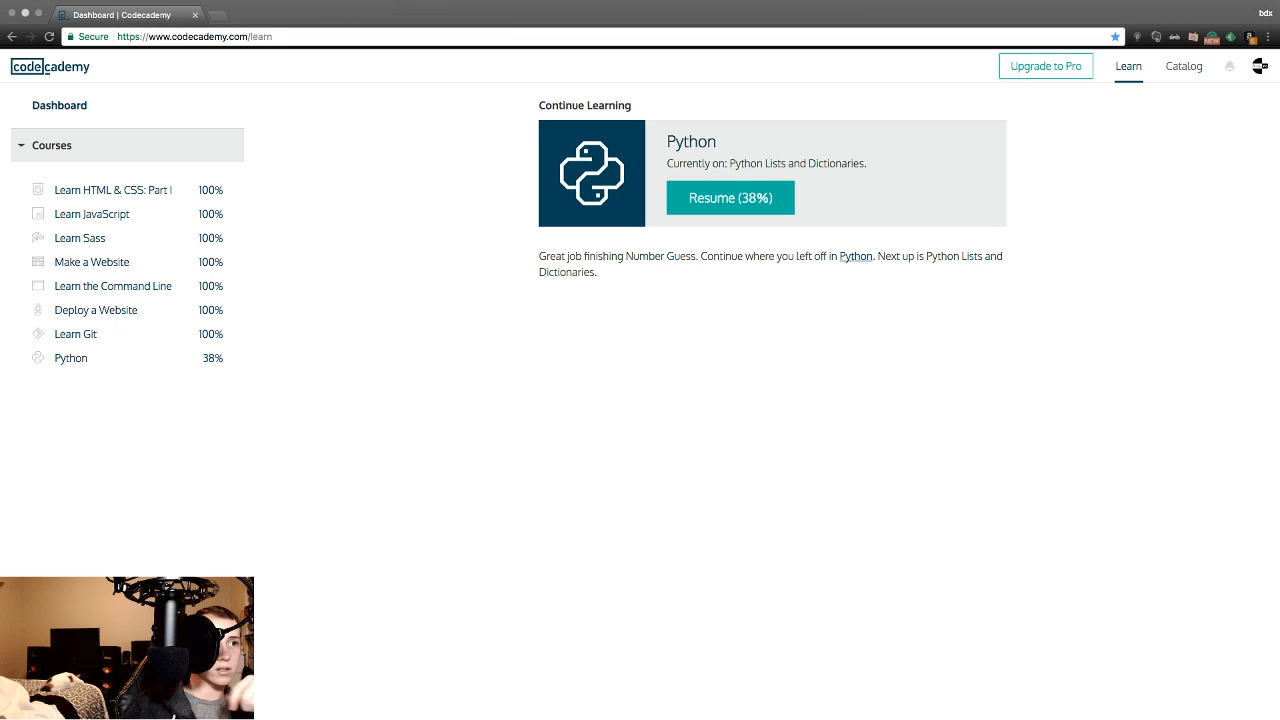 Dashboard | Codecademy
bdx
Secure https://www.codecademy.com/learn
NEW
codecademy
Upgrade to Pro
Learn
Catalog
Dashboard
Courses
Learn HTML & CSS: Part I 100%
Learn JavaScript 100%
Learn Sass 100%
Make a Website 100%
Learn the Command Line 100%
Deploy a Website 100%
Learn Git 100%
Python 38%
Continue Learning
Python
Currently on: Python Lists and Dictionaries.
Resume (38%)
Great job finishing Number Guess. Continue where you left off in Python. Next up is Python Lists and
Dictionaries.